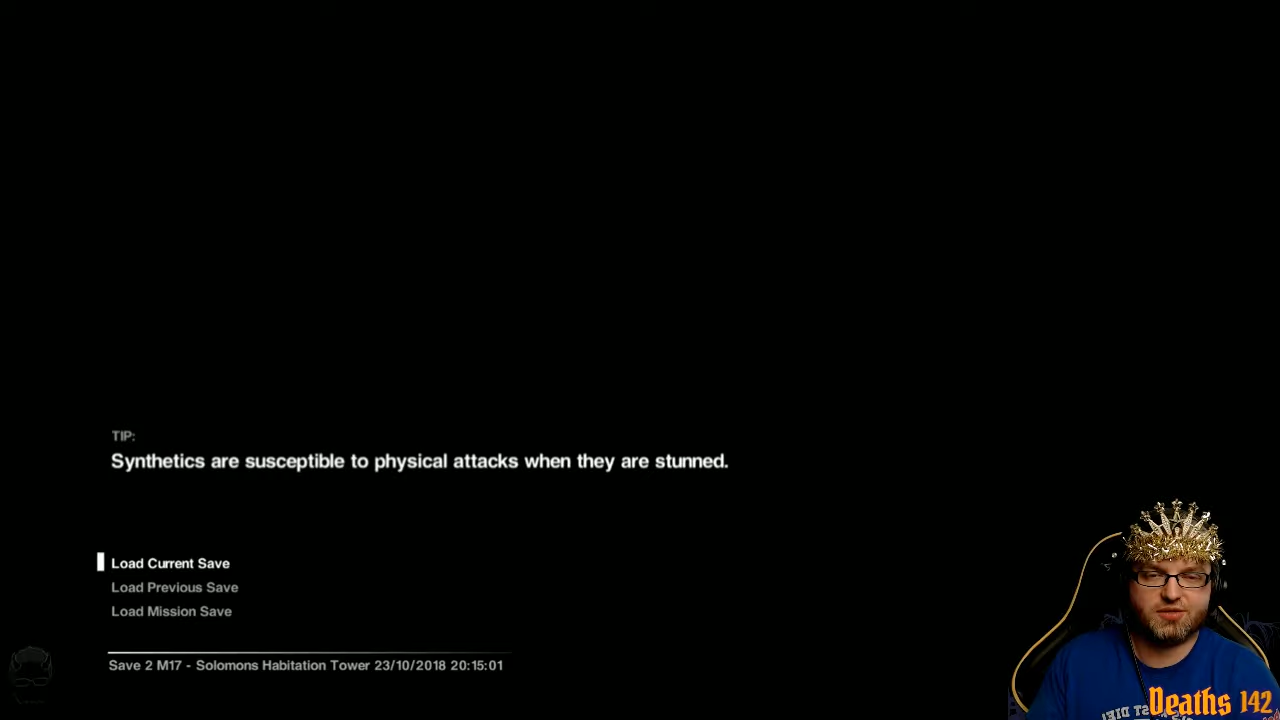 TIP:
Synthetics are susceptible to physical attacks when they are stunned.
Load Current Save
Load Previous Save
Load Mission Save
Save 2 M17 - Solomons Habitation Tower 23/10/2018 20:15:01
Deaths 142